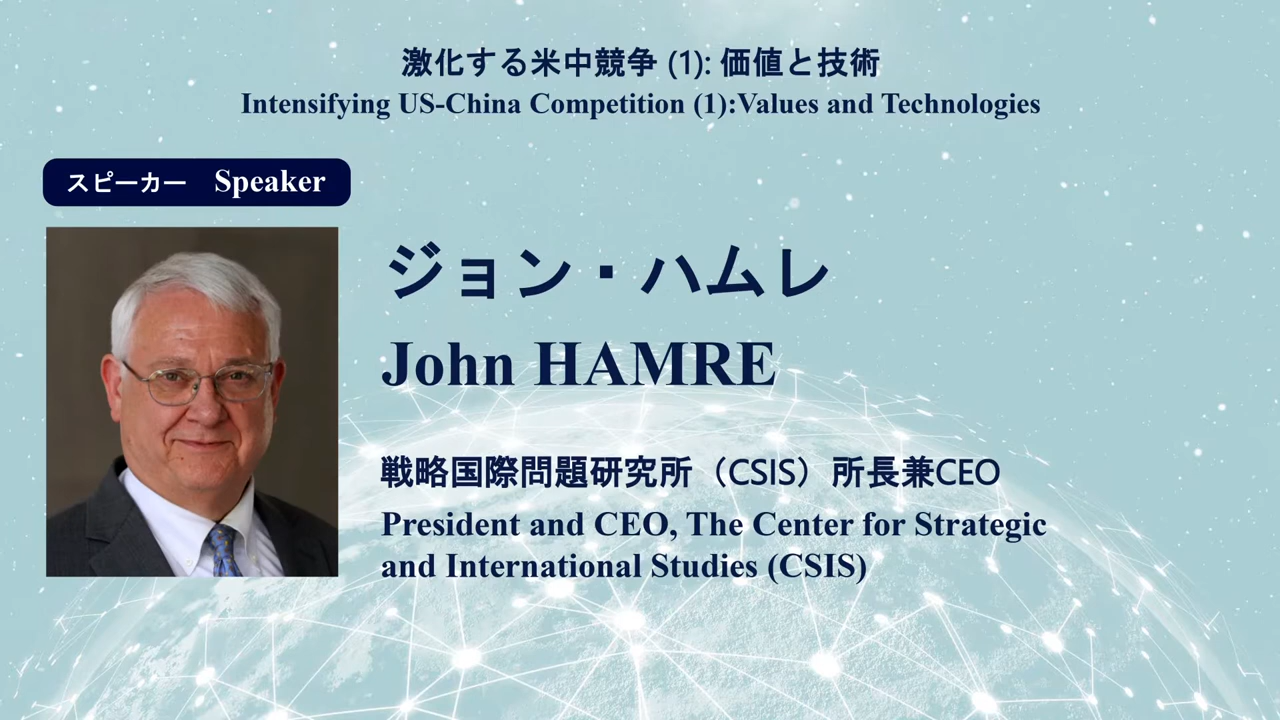 激化する米中競争 (1): 価値と技術
Intensifying US-China Competition (1):Values and Technologies
スピーカー　Speaker
ジョン・ハムレ
John HAMRE
戦略国際問題研究所（CSIS）所長兼CEO
President and CEO, The Center for Strategic
and International Studies (CSIS)